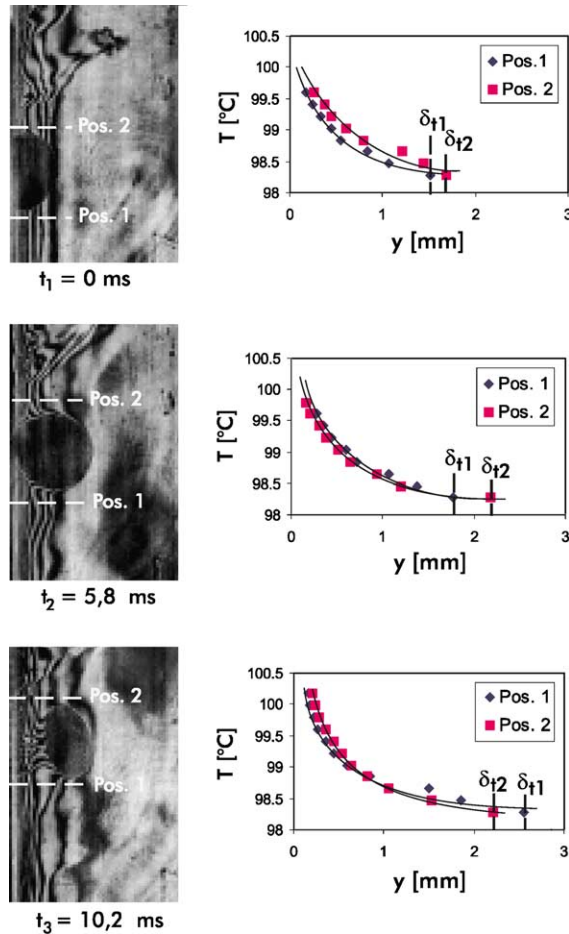 Pos. 2
Pos. 1
t1 = 0 ms
T [°C]
100.5
100
99.5
99
98.5
98
0
1
2
3
y [mm]
Pos.1
Pos. 2
δt1
δt2
Pos. 2
Pos. 1
t2 = 5,8 ms
T [°C]
100.5
100
99.5
99
98.5
98
0
1
2
3
y [mm]
Pos. 1
Pos. 2
δt1
δt2
Pos. 2
Pos. 1
t3 = 10,2 ms
T [°C]
100.5
100
99.5
99
98.5
98
0
1
2
3
y [mm]
Pos. 1
Pos. 2
δt2
δt1